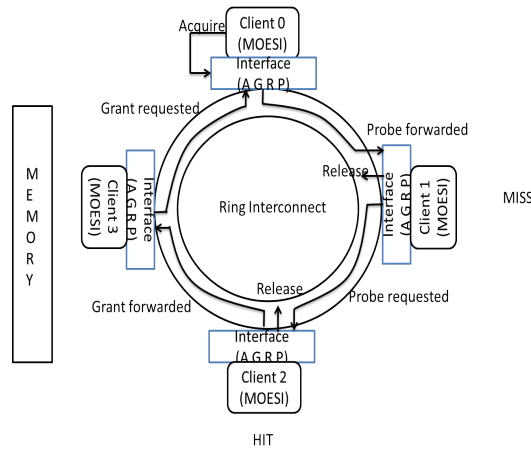 Acquire
Client 0
(MOESI)
Interface
(A G R P)
Grant requested
Probe forwarded
MEMORY
Client 3
(MOESI)
Interface
(A G R P)
Ring Interconnect
Release
Interface
(A G R P)
Client 1
(MOESI)
MISS
Grant forwarded
Release
Probe requested
Interface
(A G R P)
Client 2
(MOESI)
HIT